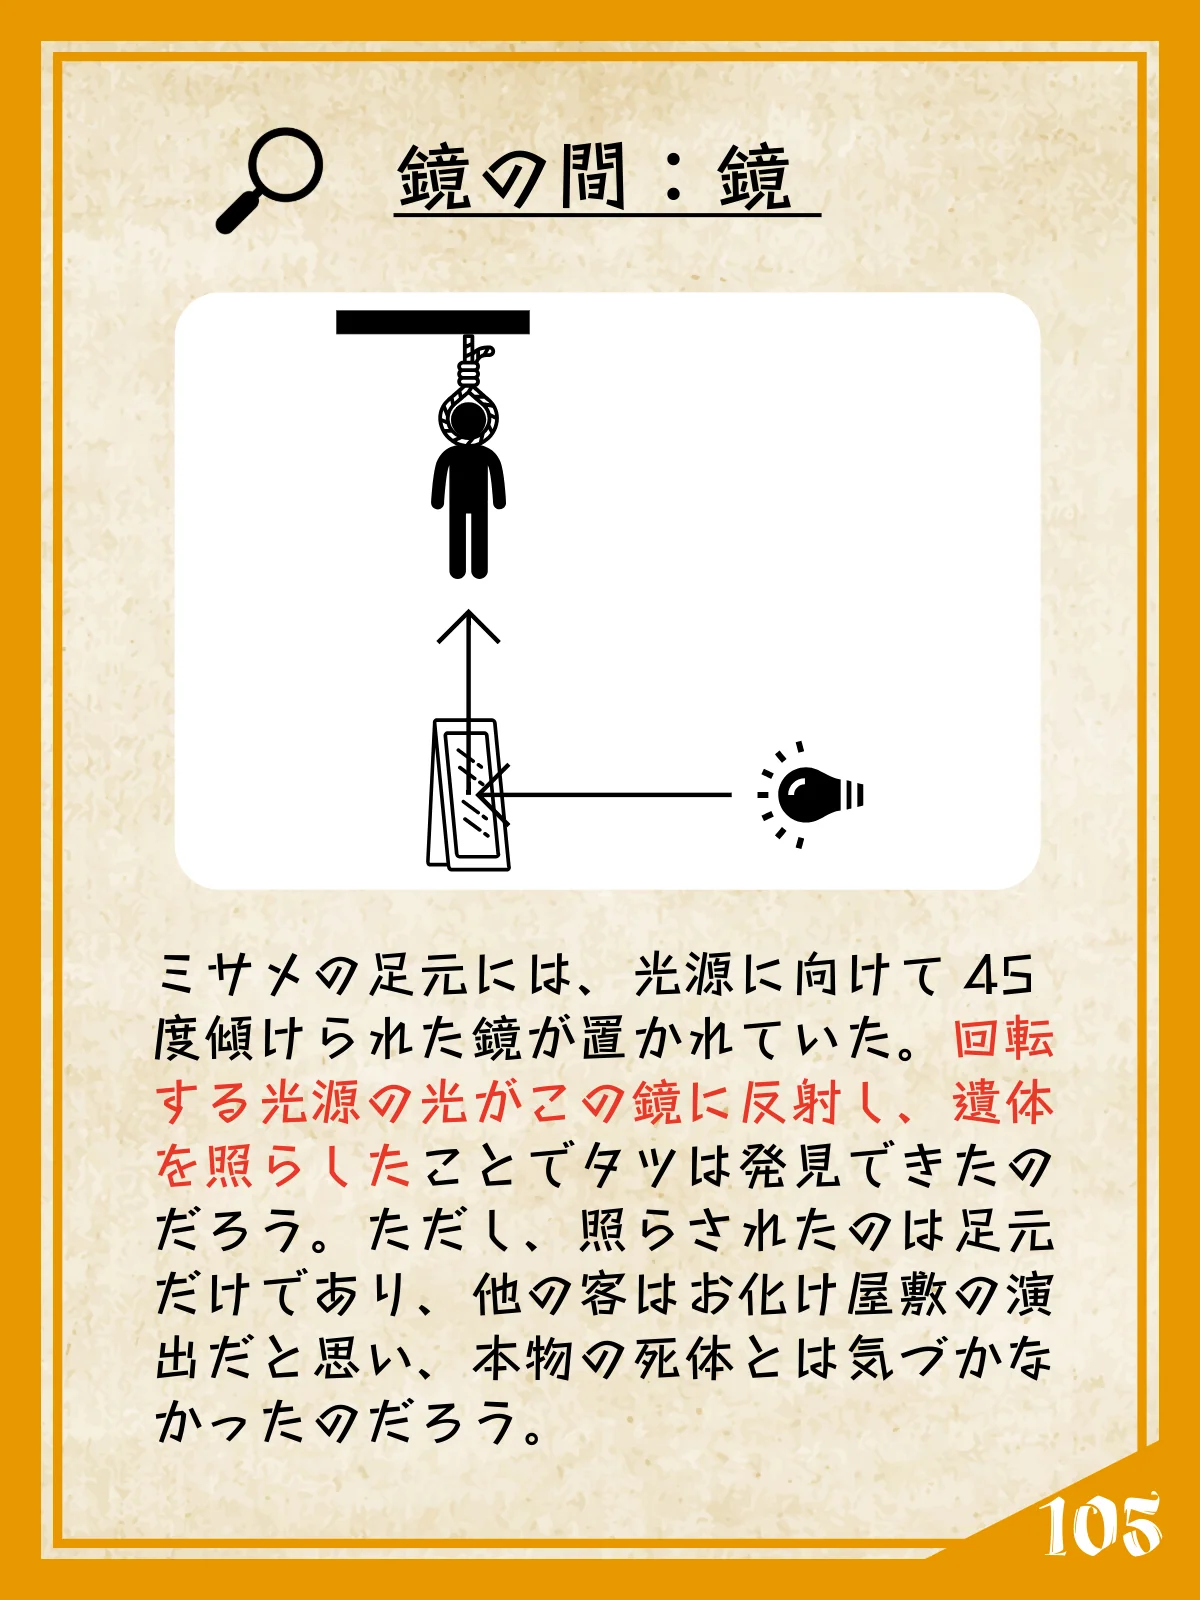 鏡の間：鏡
ミサメの足元には、光源に向けて 45
度傾けられた鏡が置かれていた。回転
する光源の光がこの鏡に反射し、遺体
を照らしたことでタツは発見できたの
だろう。ただし、照らされたのは足元
だけであり、他の客はお化け屋敷の演
出だと思い、本物の死体とは気づかな
かったのだろう。
105